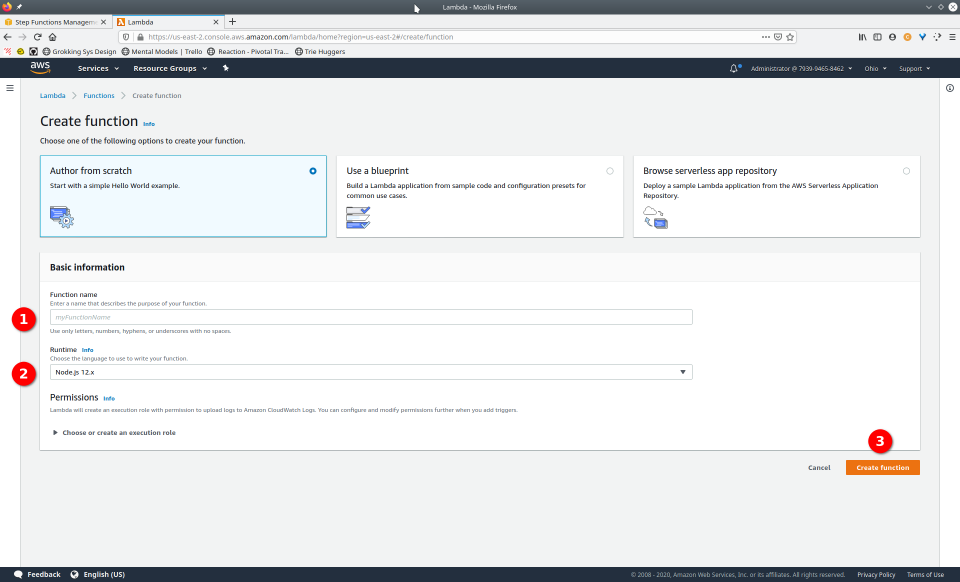 Lambda - Mozilla Firefox
Step Functions Managem
Lambda
https://us-east-2.console.aws.amazon.com/lambda/home?region=us-east-2#/create/function
Grokking Sys Design
Mental Models | Trello
Reaction - Pivotal Tra...
Trie Huggers
aws
Services
Resource Groups
Administrator @ 7939-9465-8462
Ohio
Support
Lambda
Functions
Create function
Create function Info
Choose one of the following options to create your function.
Author from scratch
Start with a simple Hello World example.
Use a blueprint
Build a Lambda application from sample code and configuration presets for
common use cases.
Browse serverless app repository
Deploy a sample Lambda application from the AWS Serverless Application
Repository.
Basic information
Function name
Enter a name that describes the purpose of your function.
1
myFunctionName
Use only letters, numbers, hyphens, or underscores with no spaces.
Runtime Info
Choose the language to use to write your function.
2
Node.js 12.x
Permissions Info
Lambda will create an execution role with permission to upload logs to Amazon CloudWatch Logs. You can configure and modify permissions further when you add triggers.
Choose or create an execution role
3
Cancel
Create function
Feedback
English (US)
© 2008 - 2020, Amazon Web Services, Inc. or its affiliates. All rights reserved.
Privacy Policy
Terms of Use